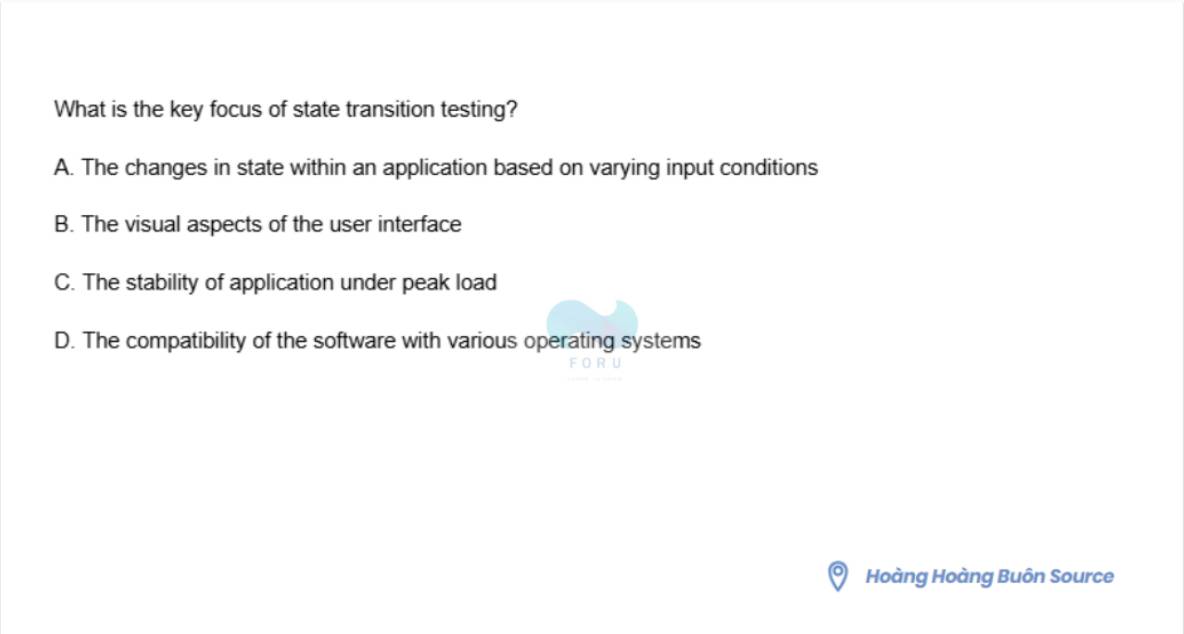 What is the key focus of state transition testing?
A. The changes in state within an application based on varying input conditions
B. The visual aspects of the user interface
C. The stability of application under peak load
D. The compatibility of the software with various operating systems
FORU
Hoàng Hoàng Buôn Source